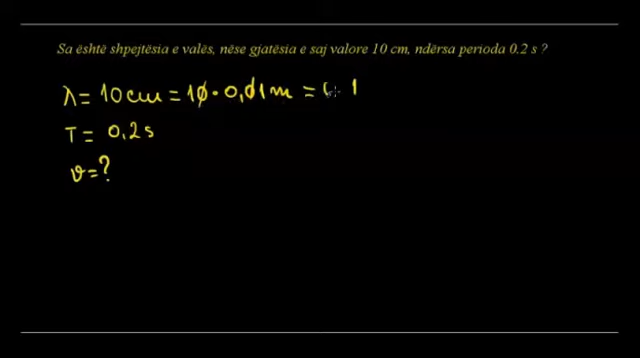 Sa është shpejtësia e valës, nëse gjatësia e saj valore 10 cm, ndërsa perioda 0.2 s ?
λ = 10 cm = 10 · 0,01 m =
T = 0,2 s
v = ?